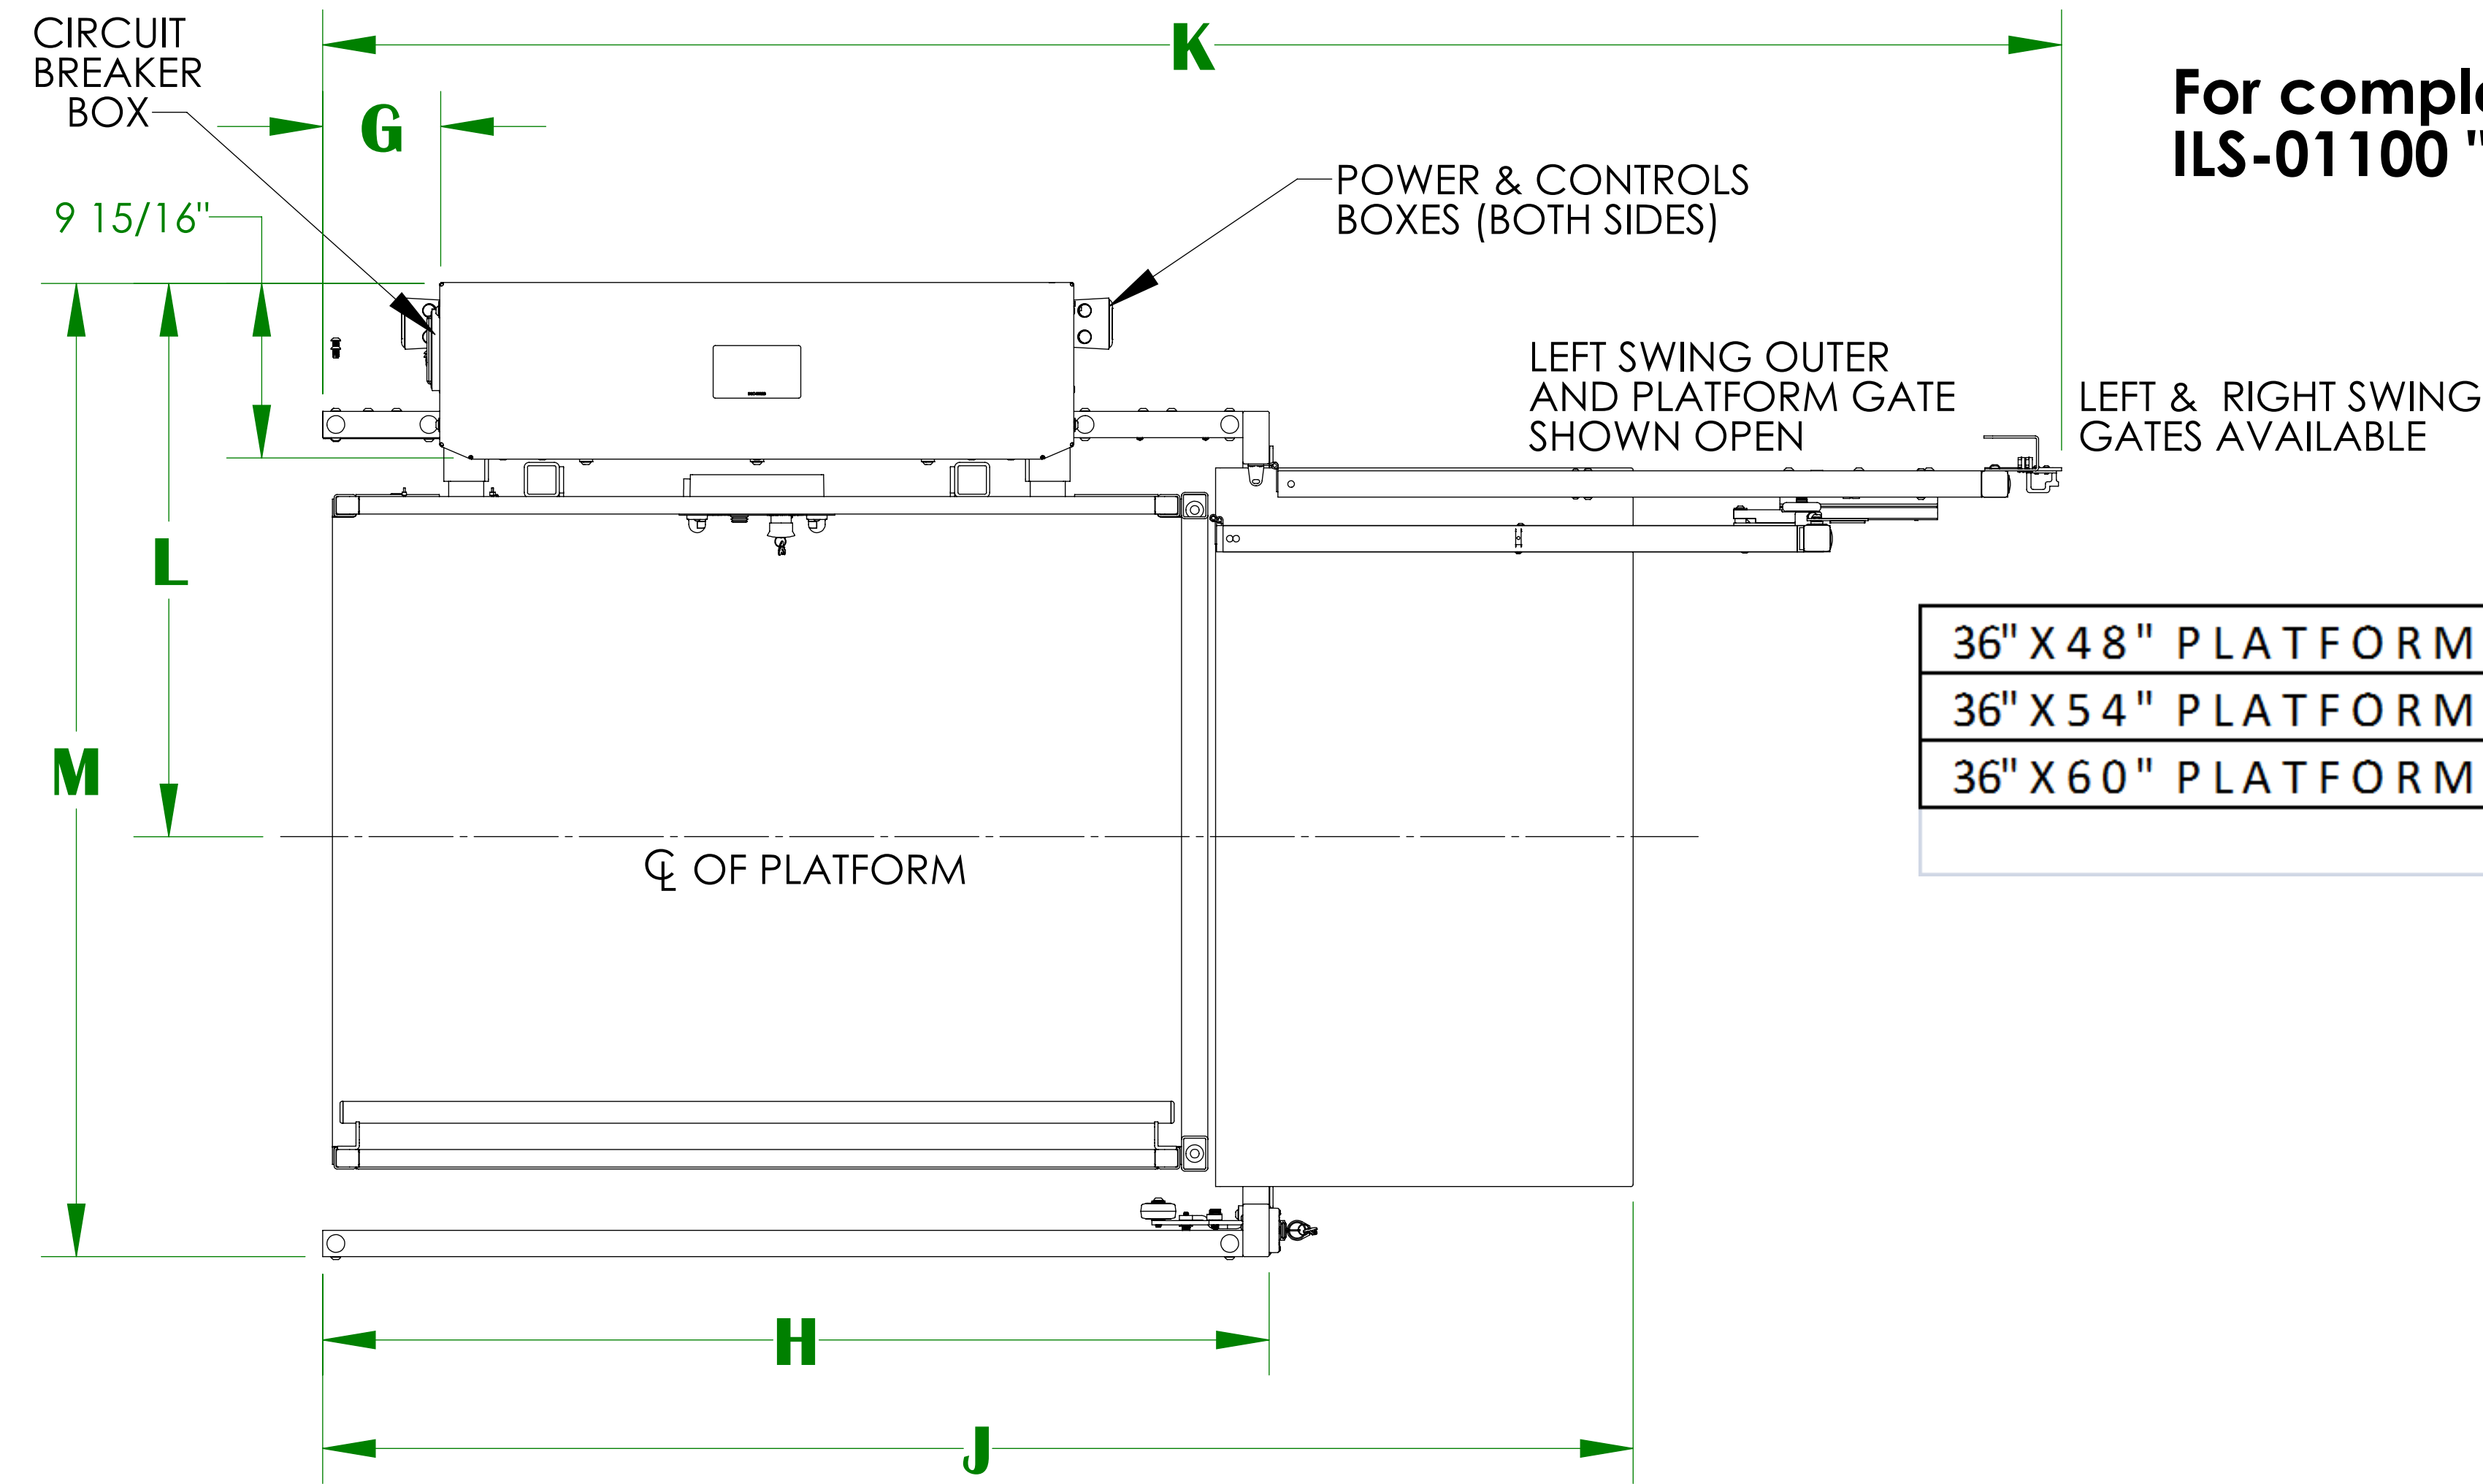 CIRCUIT
BREAKER
BOX
K
G
For comple
ILS-01100 "
9 15/16"
POWER & CONTROLS
BOXES (BOTH SIDES)
LEFT SWING OUTER
AND PLATFORM GATE
SHOWN OPEN
LEFT & RIGHT SWING
GATES AVAILABLE
L
M
36" X 48" PLATFORM
36" X 54" PLATFORM
36" X 60" PLATFORM
℄ OF PLATFORM
H
J